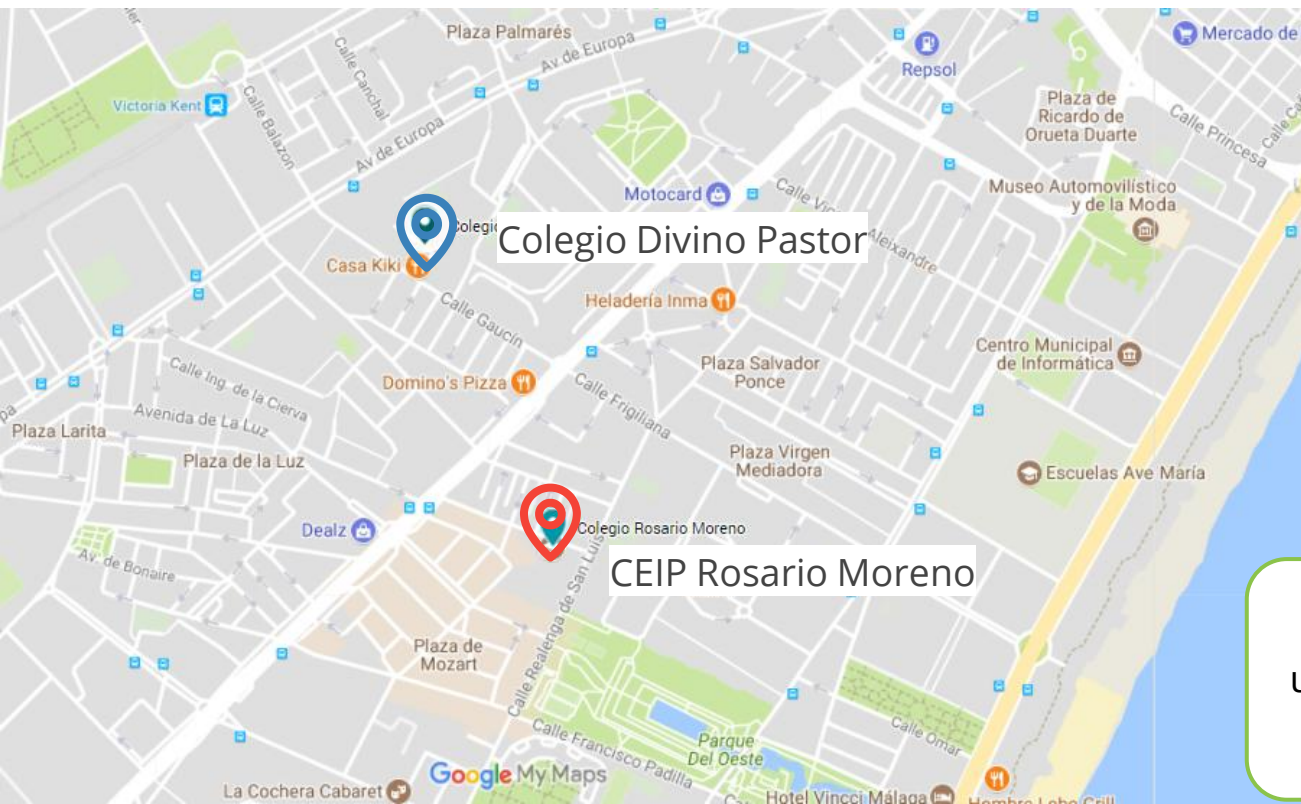 Plaza Palmarés
Av de Europa
Repsol
Mercado de
Victoria Kent
Calle Canchal
Calle Balazon
Av de Europa
Plaza de
Ricardo de
Orueta Duarte
Calle Princesa
Motocard
Museo Automovilístico
y de la Moda
Colegio Divino Pastor
Aleixandre
Casa Kiki
Calle Gaucín
Heladería Inma
Plaza Salvador
Ponce
Centro Municipal
de Informática
Calle Ing. de la Cierva
Domino's Pizza
Calle Frigiliana
Avenida de La Luz
Plaza Larita
Plaza de la Luz
Plaza Virgen
Mediadora
Escuelas Ave María
Dealz
Colegio Rosario Moreno
CEIP Rosario Moreno
Av. de Bonaire
Plaza de
Mozart
Calle Realenga de San Luis
Calle Omar
Calle Francisco Padilla
Parque
Del Oeste
Google My Maps
La Cochera Cabaret
Hotel Vincci Málaga
Hombre Lobo Grill